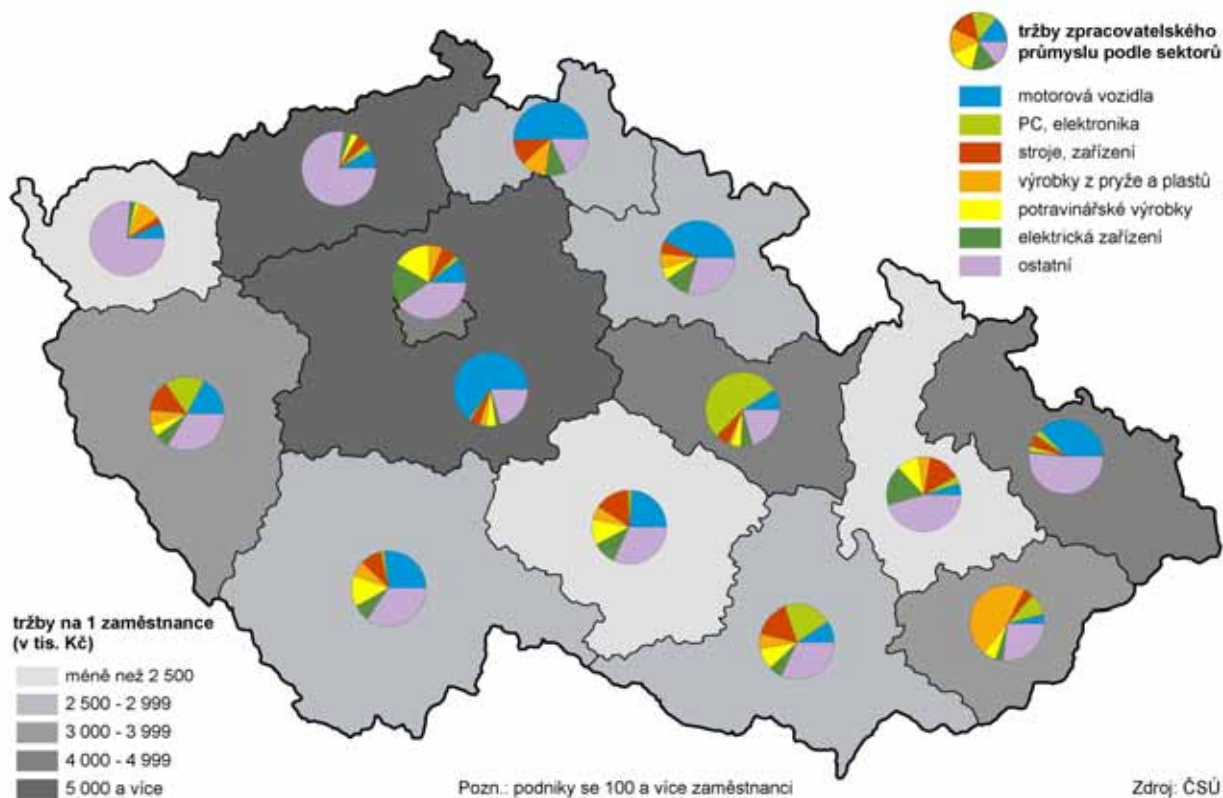 tržby zpracovatelského
průmyslu podle sektorů
motorová vozidla
PC, elektronika
stroje, zařízení
výrobky z pryže a plastů
potravinářské výrobky
elektrická zařízení
ostatní
tržby na 1 zaměstnance
(v tis. Kč)
méně než 2 500
2 500 - 2 999
3 000 - 3 999
4 000 - 4 999
5 000 a více
Pozn.: podniky se 100 a více zaměstnanci
Zdroj: ČSÚ